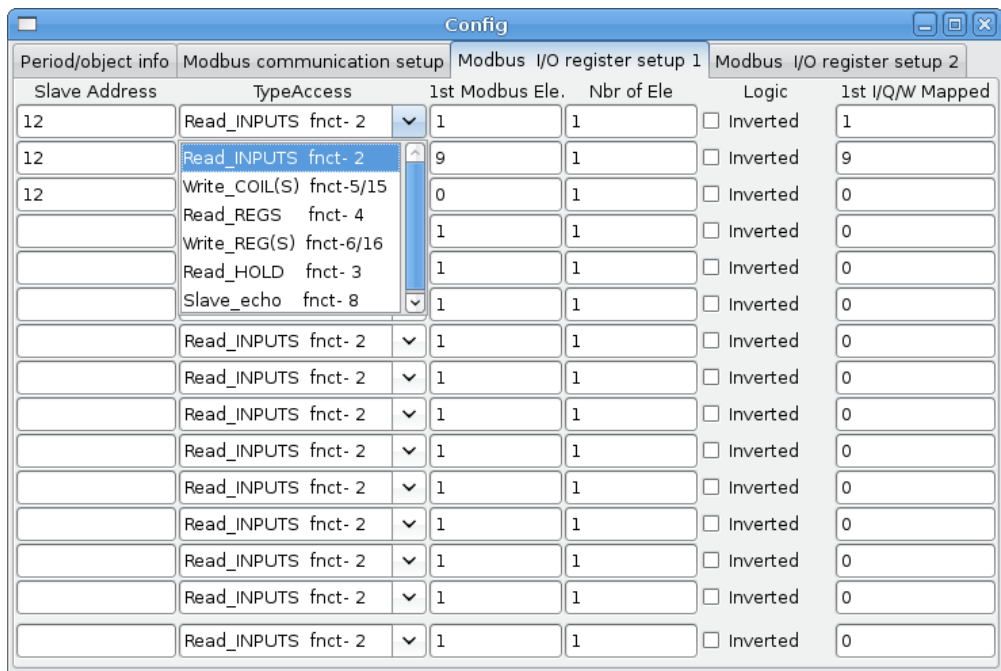 Config
Period/object info Modbus communication setup Modbus I/O register setup 1 Modbus I/O register setup 2
Slave Address TypeAccess 1st Modbus Ele. Nbr of Ele Logic 1st I/Q/W Mapped
12 Read_INPUTS fnct- 2 1 1 Inverted 1
12 Read_INPUTS fnct- 2 9 1 Inverted 9
Write_COIL(S) fnct-5/15
12 0 1 Inverted 0
Read_REGS fnct- 4
1 1 Inverted 0
Write_REG(S) fnct-6/16
Read_HOLD fnct- 3 1 1 Inverted 0
Slave_echo fnct- 8 1 1 Inverted 0
Read_INPUTS fnct- 2 1 1 Inverted 0
Read_INPUTS fnct- 2 1 1 Inverted 0
Read_INPUTS fnct- 2 1 1 Inverted 0
Read_INPUTS fnct- 2 1 1 Inverted 0
Read_INPUTS fnct- 2 1 1 Inverted 0
Read_INPUTS fnct- 2 1 1 Inverted 0
Read_INPUTS fnct- 2 1 1 Inverted 0
Read_INPUTS fnct- 2 1 1 Inverted 0
Read_INPUTS fnct- 2 1 1 Inverted 0